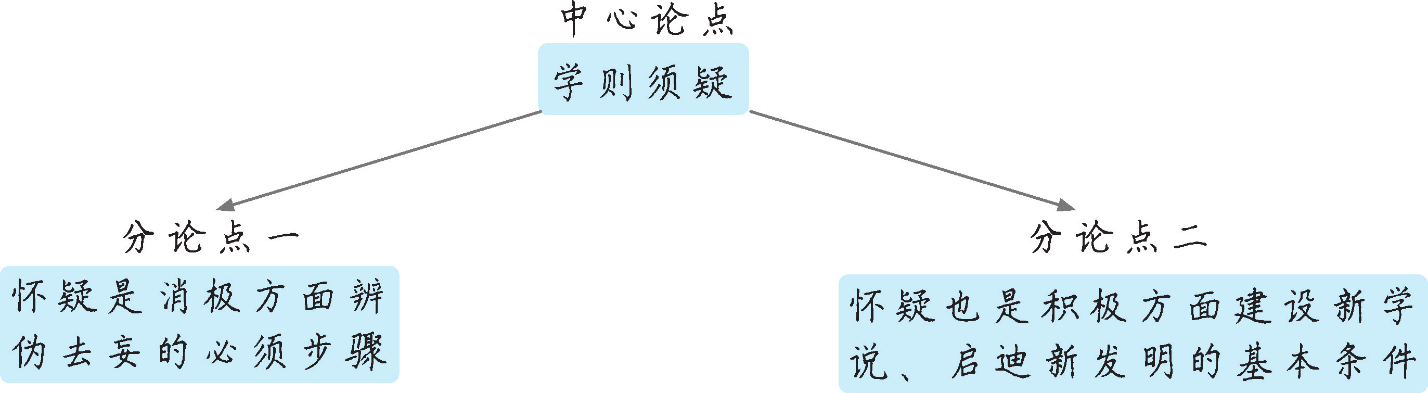 中心论点
学则须疑
分论点一
怀疑是消极方面辨
伪去妄的必须步骤
分论点二
怀疑也是积极方面建设新学
说、启迪新发明的基本条件